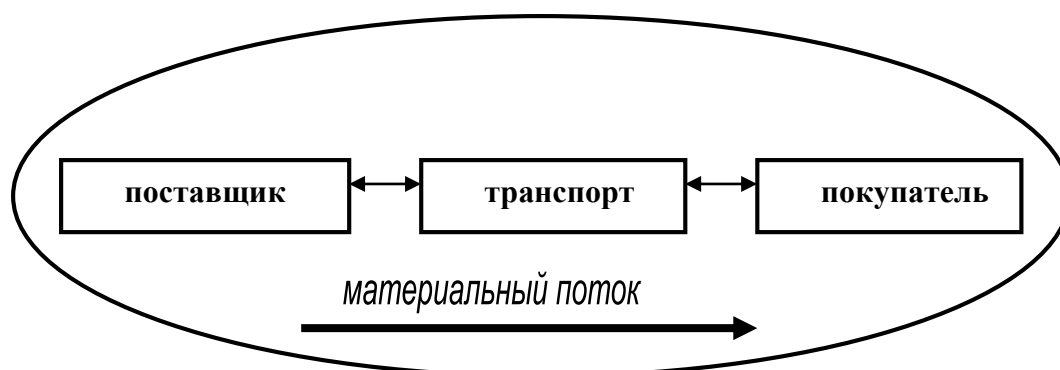 поставщик транспорт покупатель
материальный поток